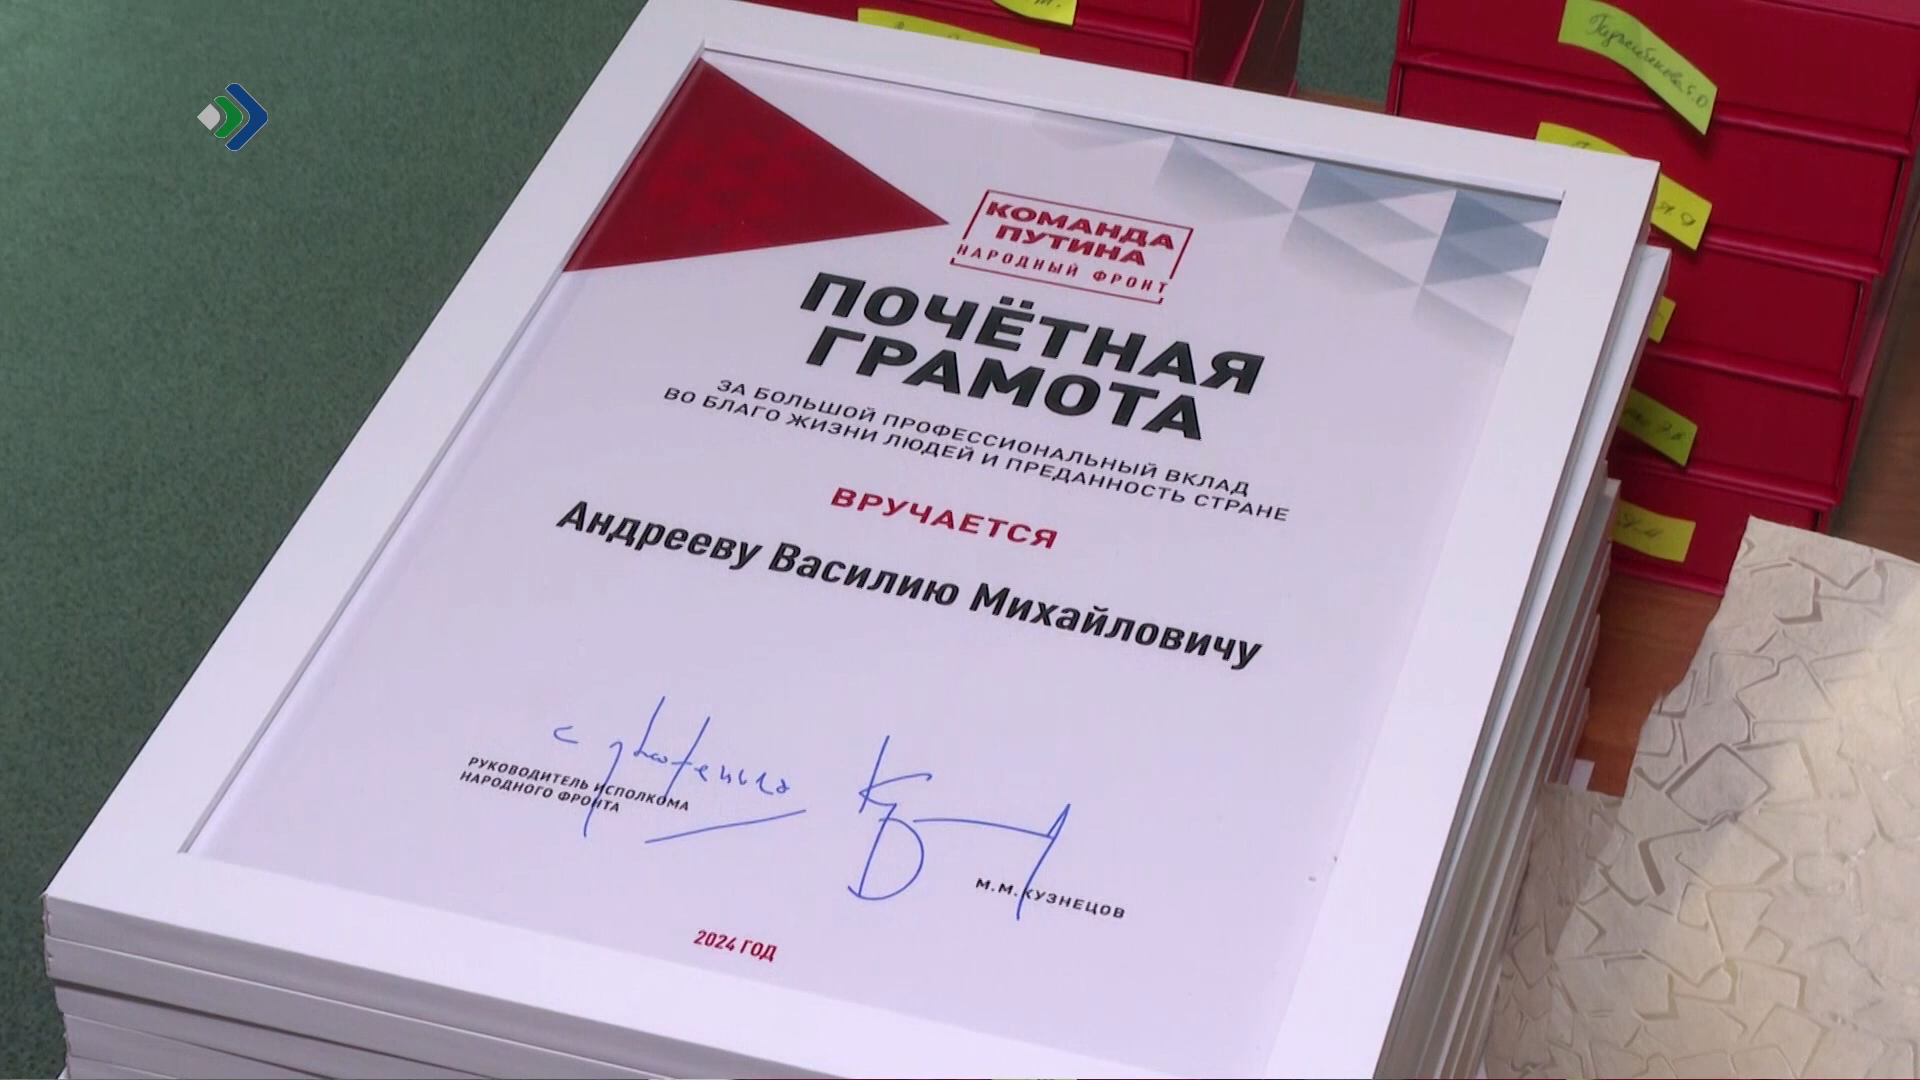 КОМАНДА
ПУТИНА
НАРОДНЫЙ ФРОНТ
ПОЧЁТНАЯ
ГРАМОТА
ЗА БОЛЬШОЙ ПРОФЕССИОНАЛЬНЫЙ ВКЛАД
ВО БЛАГО ЖИЗНИ ЛЮДЕЙ И ПРЕДАННОСТЬ СТРАНЕ
ВРУЧАЕТСЯ
Андрееву Василию Михайловичу
РУКОВОДИТЕЛЬ ИСПОЛКОМА
НАРОДНОГО ФРОНТА
М.М. КУЗНЕЦОВ
2024 ГОД